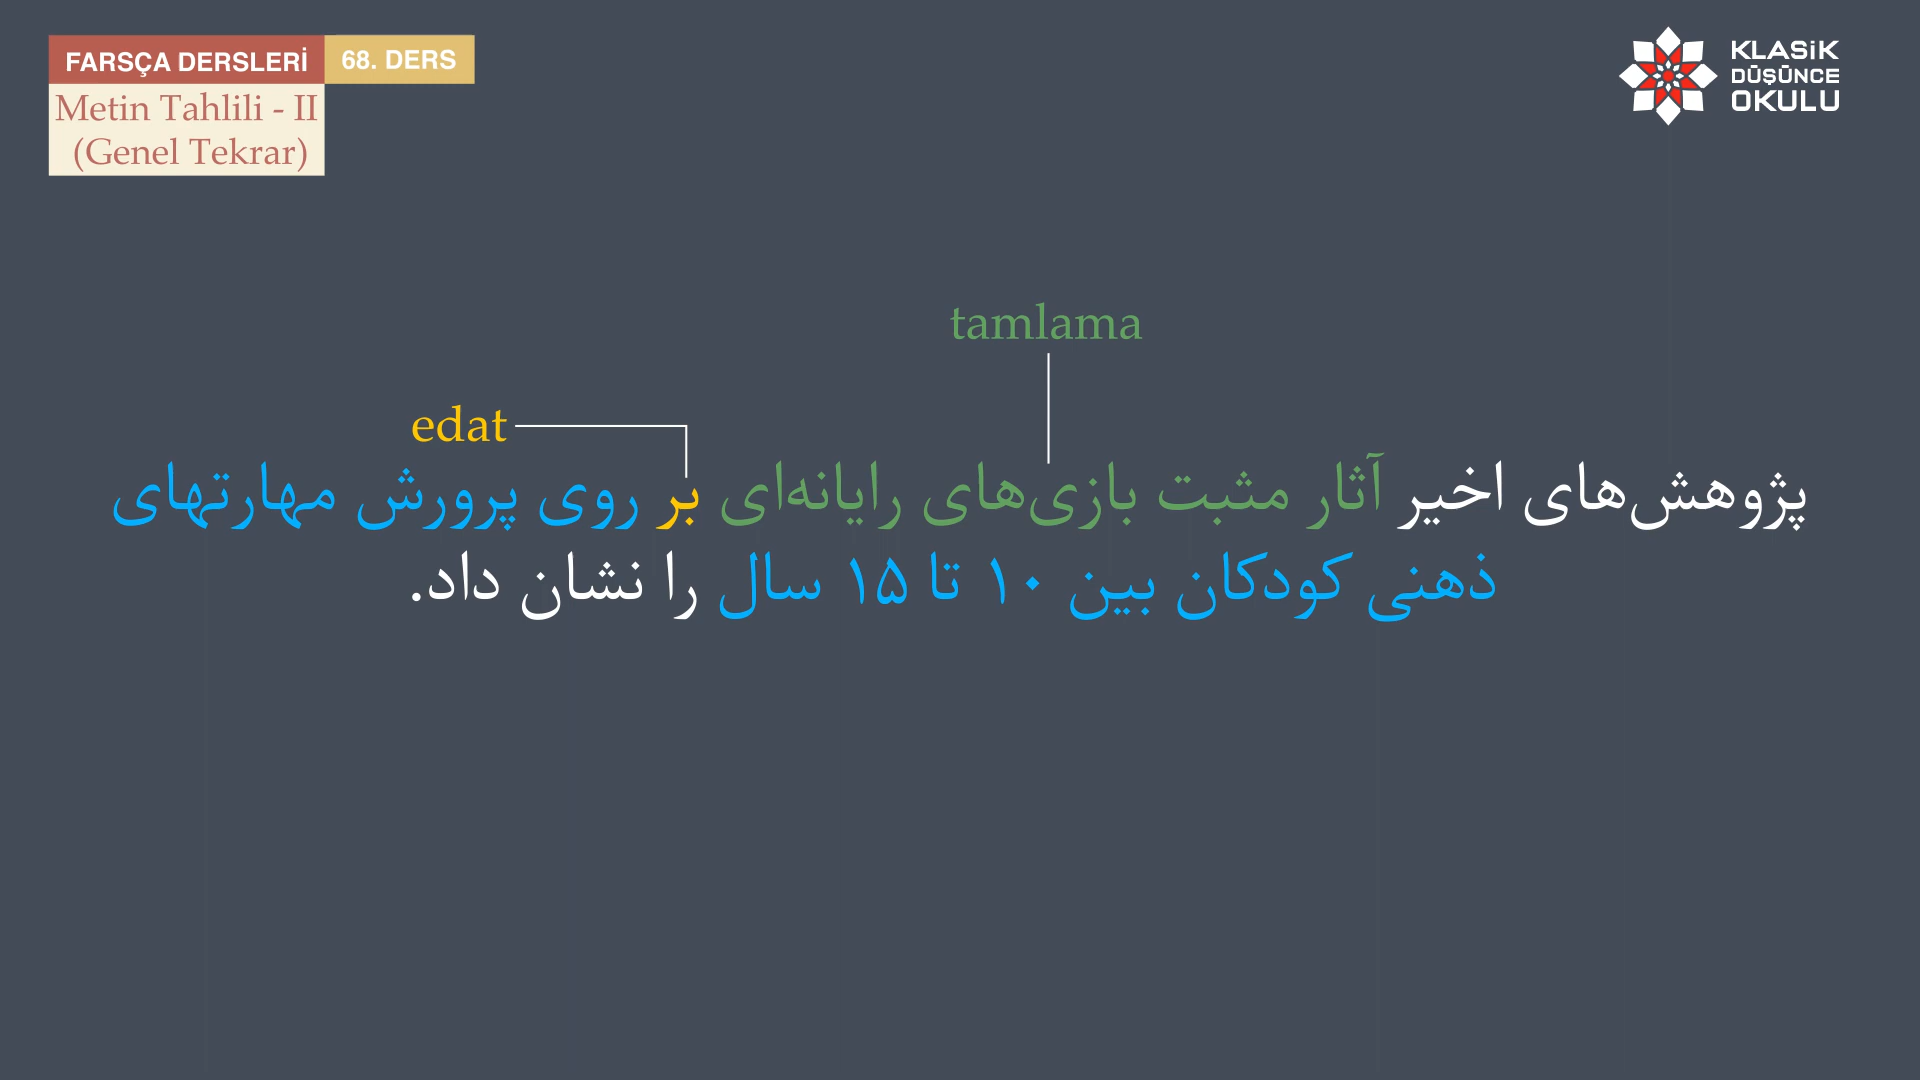 FARSÇA DERSLERİ
68. DERS
Metin Tahlili - II
(Genel Tekrar)
KLASiK
DÜŞÜNCE
OKULU
tamlama
edat
پژوهش‌های اخیر آثار مثبت بازی‌های رایانه‌ای بر روی پرورش مهارتهای
ذهنی کودکان بین ۱۰ تا ۱۵ سال را نشان داد.